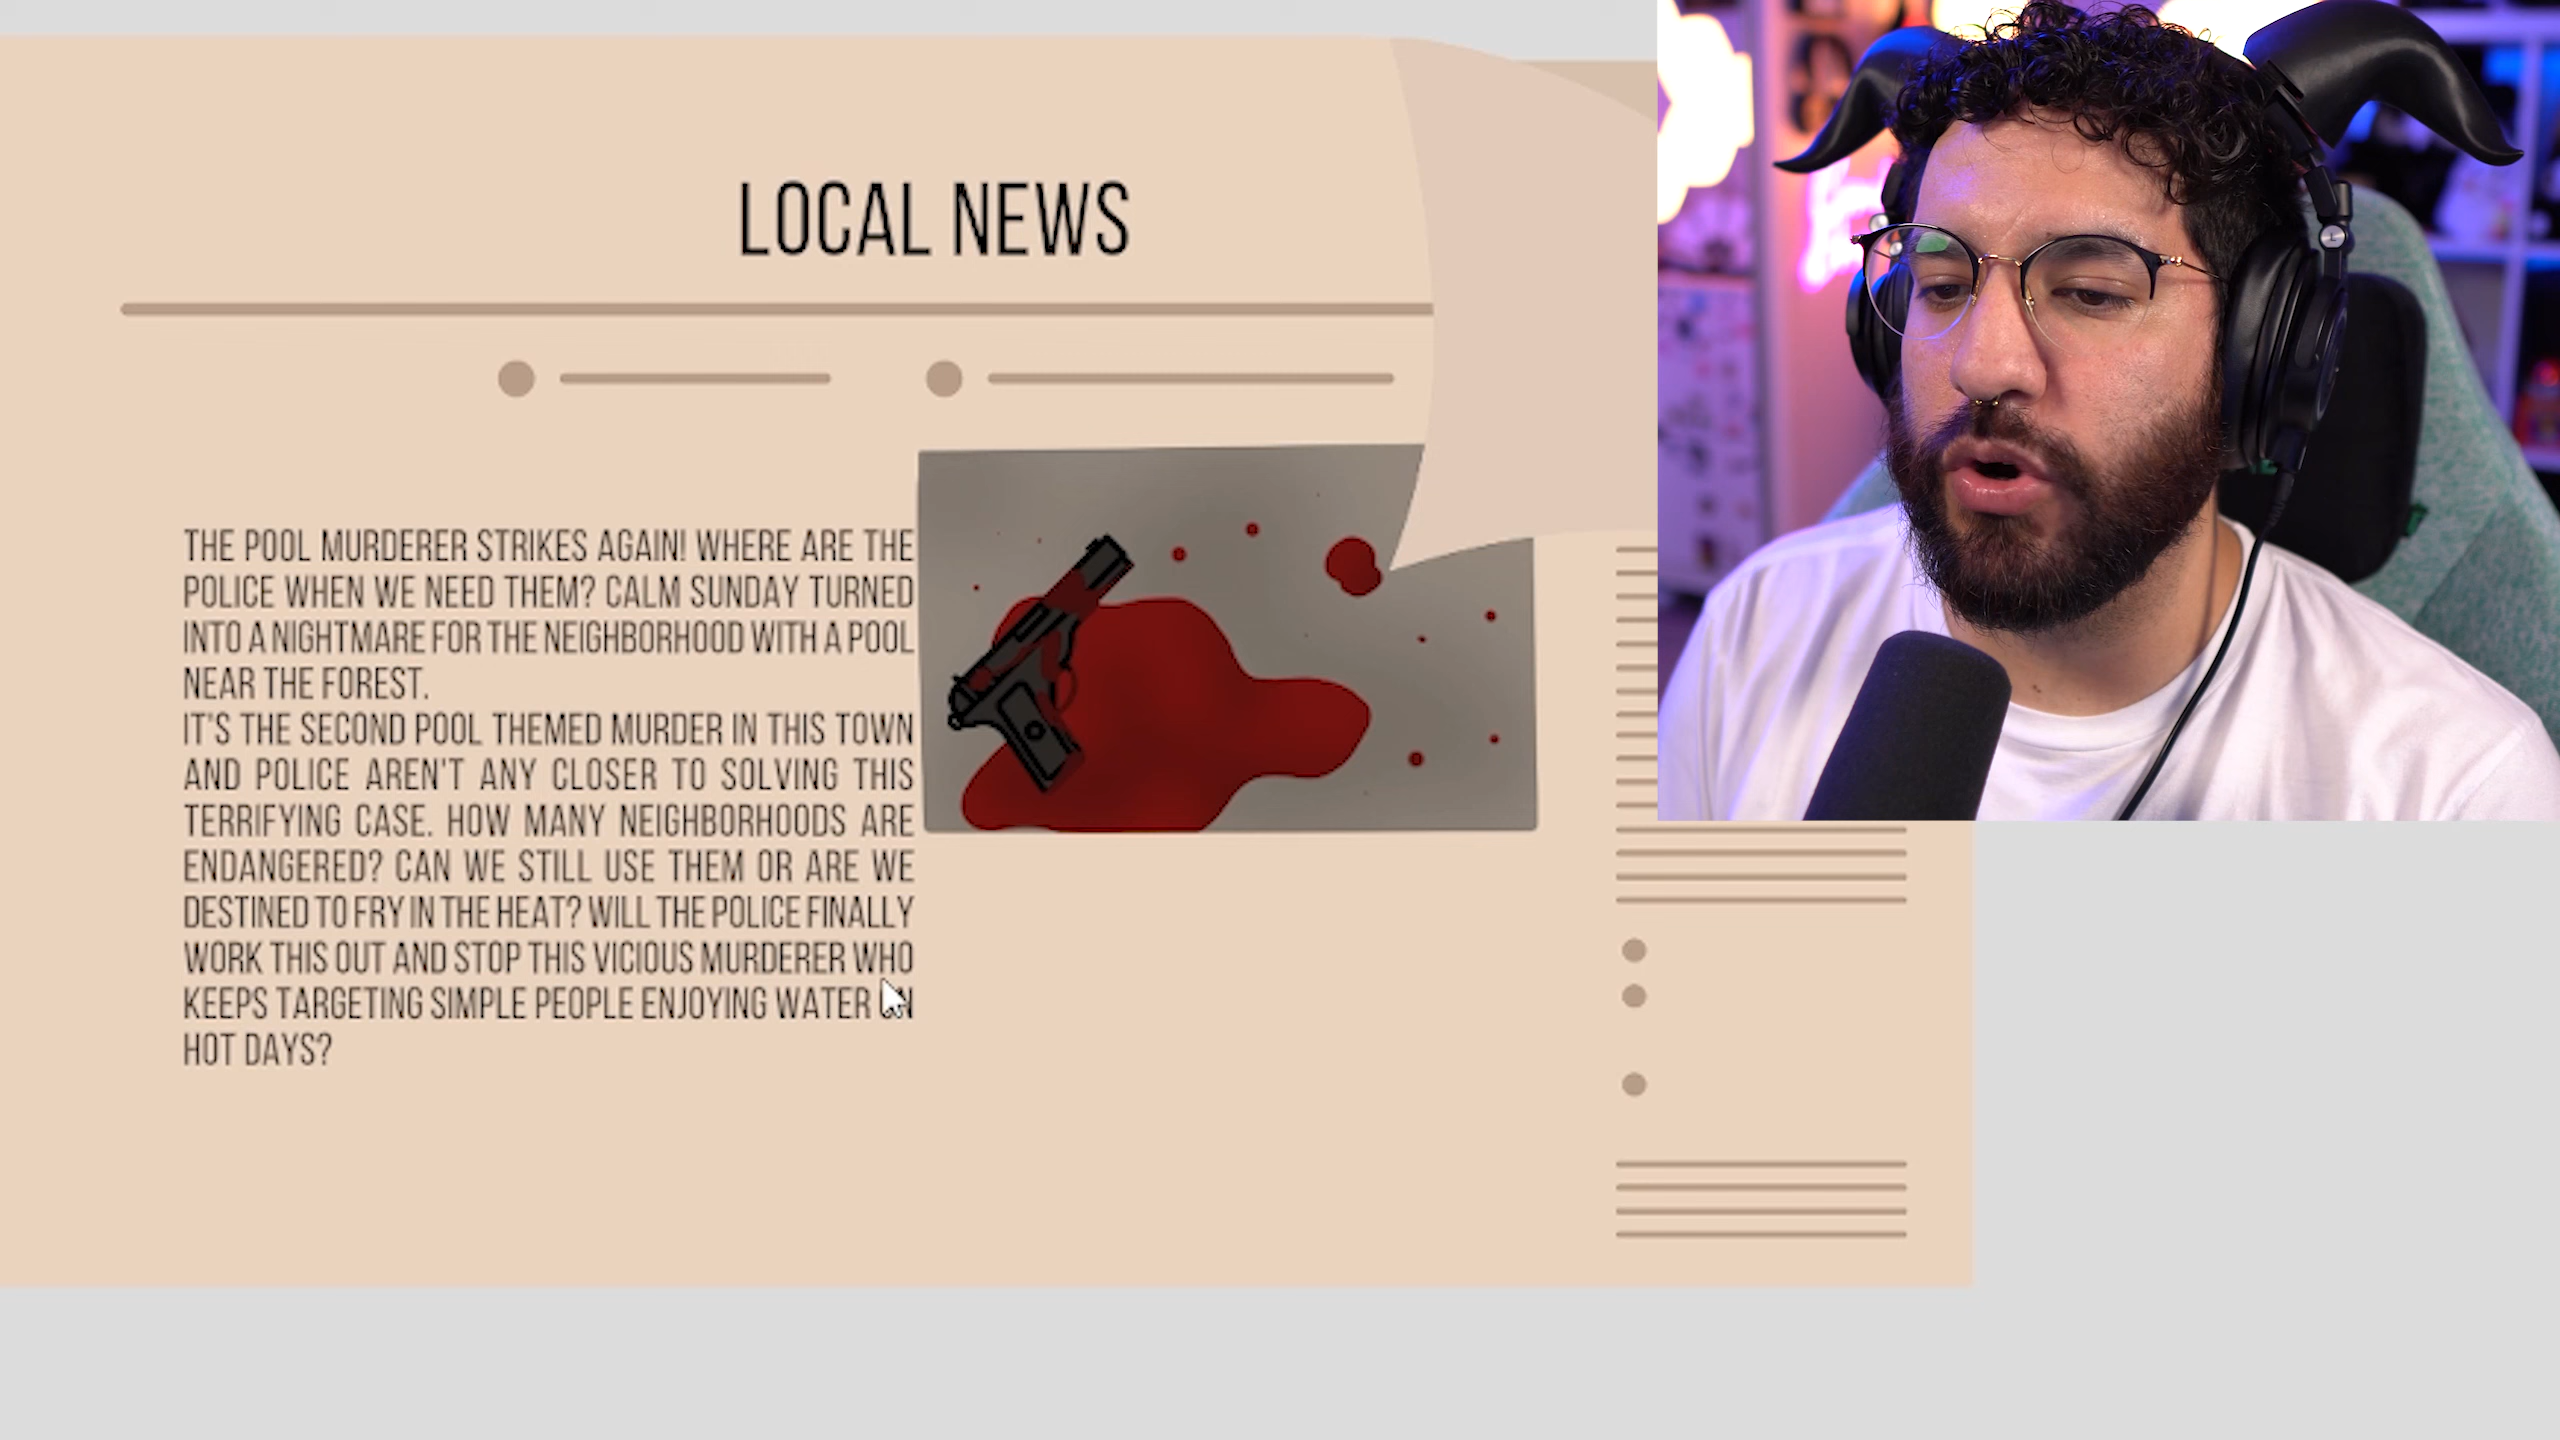 LOCAL NEWS
THE POOL MURDERER STRIKES AGAIN! WHERE ARE THE
POLICE WHEN WE NEED THEM? CALM SUNDAY TURNED
INTO A NIGHTMARE FOR THE NEIGHBORHOOD WITH A POOL
NEAR THE FOREST.
IT'S THE SECOND POOL THEMED MURDER IN THIS TOWN
AND POLICE AREN'T ANY CLOSER TO SOLVING THIS
TERRIFYING CASE. HOW MANY NEIGHBORHOODS ARE
ENDANGERED? CAN WE STILL USE THEM OR ARE WE
DESTINED TO FRY IN THE HEAT? WILL THE POLICE FINALLY
WORK THIS OUT AND STOP THIS VICIOUS MURDERER WHO
KEEPS TARGETING SIMPLE PEOPLE ENJOYING WATER
HOT DAYS?